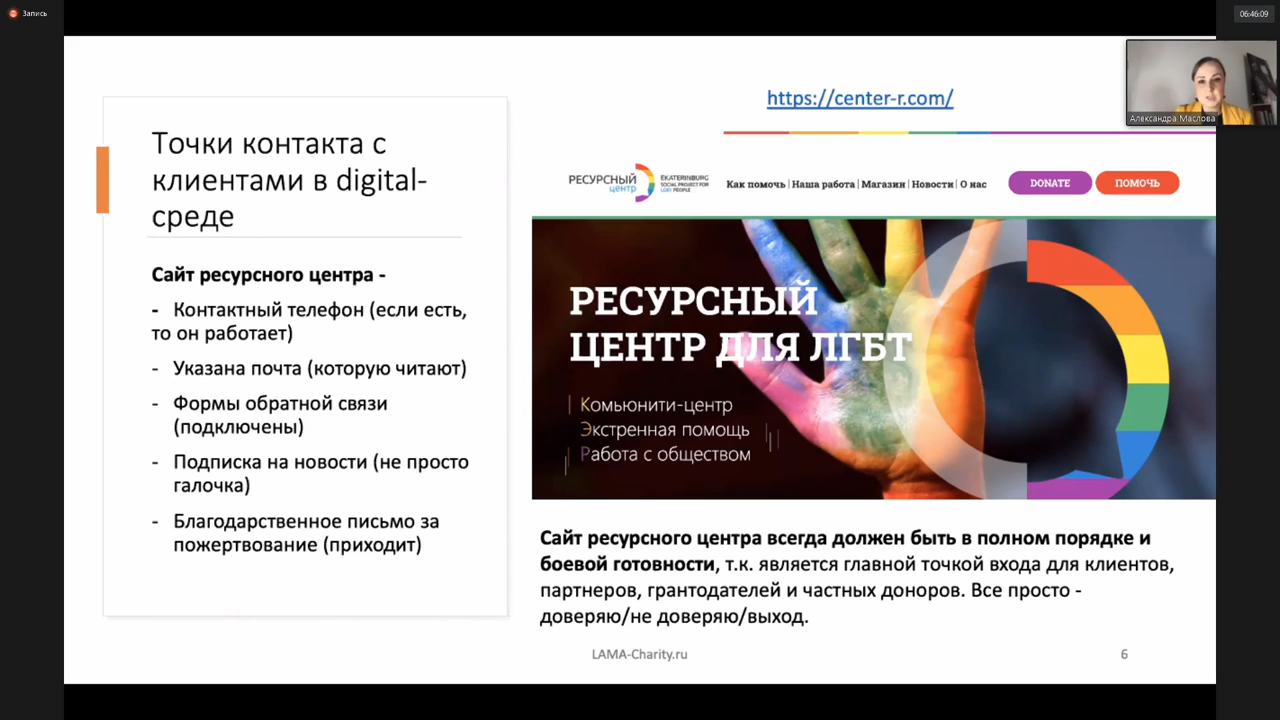 Запись
06:46:09
Александра Маслова
Точки контакта с
клиентами в digital-
среде
Сайт ресурсного центра -
- Контактный телефон (если есть,
то он работает)
- Указана почта (которую читают)
- Формы обратной связи
(подключены)
- Подписка на новости (не просто
галочка)
- Благодарственное письмо за
пожертвование (приходит)
https://center-r.com/
РЕСУРСНЫЙ
центр
EKATERINBURG
SOCIAL PROJECT FOR
LGBT PEOPLE
Как помочь | Наша работа | Магазин | Новости | О нас
DONATE
ПОМОЧЬ
РЕСУРСНЫЙ
ЦЕНТР ДЛЯ ЛГБТ
Комьюнити-центр
Экстренная помощь
Работа с обществом
Сайт ресурсного центра всегда должен быть в полном порядке и
боевой готовности, т.к. является главной точкой входа для клиентов,
партнеров, грантодателей и частных доноров. Все просто -
доверяю/не доверяю/выход.
LAMA-Charity.ru
6